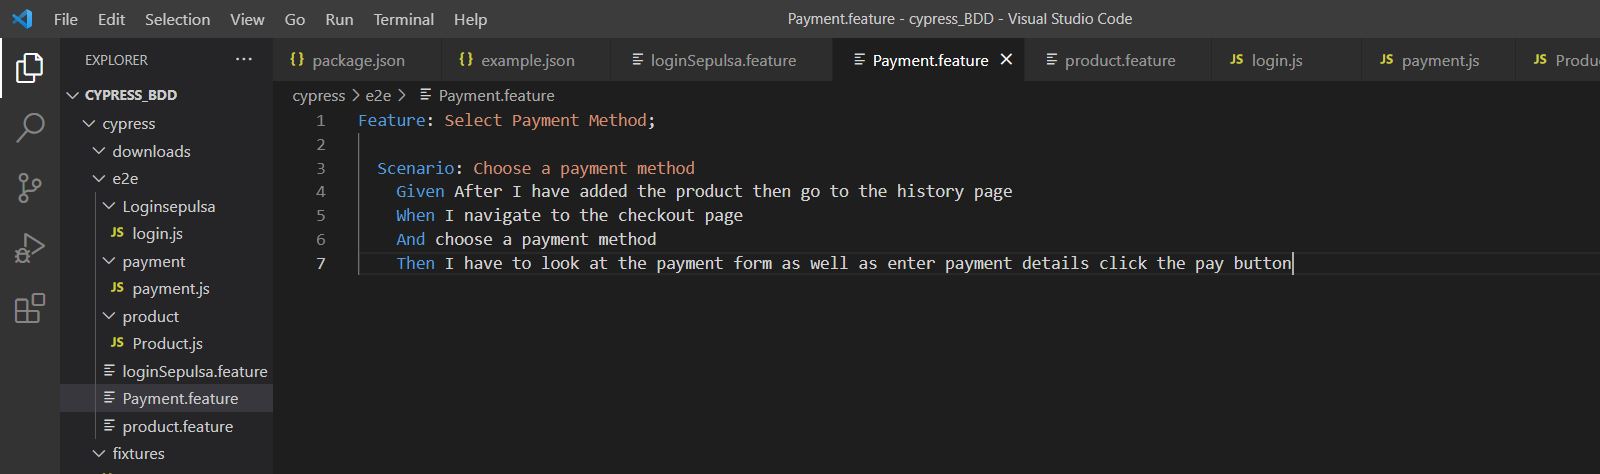 File Edit Selection View Go Run Terminal Help Payment.feature - cypress_BDD - Visual Studio Code
EXPLORER ···
{} package.json {} example.json loginSepulsa.feature Payment.feature × product.feature JS login.js JS payment.js JS Produ
CYPRESS_BDD
cypress
downloads
e2e
Loginsepulsa
JS login.js
payment
JS payment.js
product
JS Product.js
loginSepulsa.feature
Payment.feature
product.feature
fixtures
cypress > e2e > Payment.feature
1 Feature: Select Payment Method;
2
3 Scenario: Choose a payment method
4 Given After I have added the product then go to the history page
5 When I navigate to the checkout page
6 And choose a payment method
7 Then I have to look at the payment form as well as enter payment details click the pay button